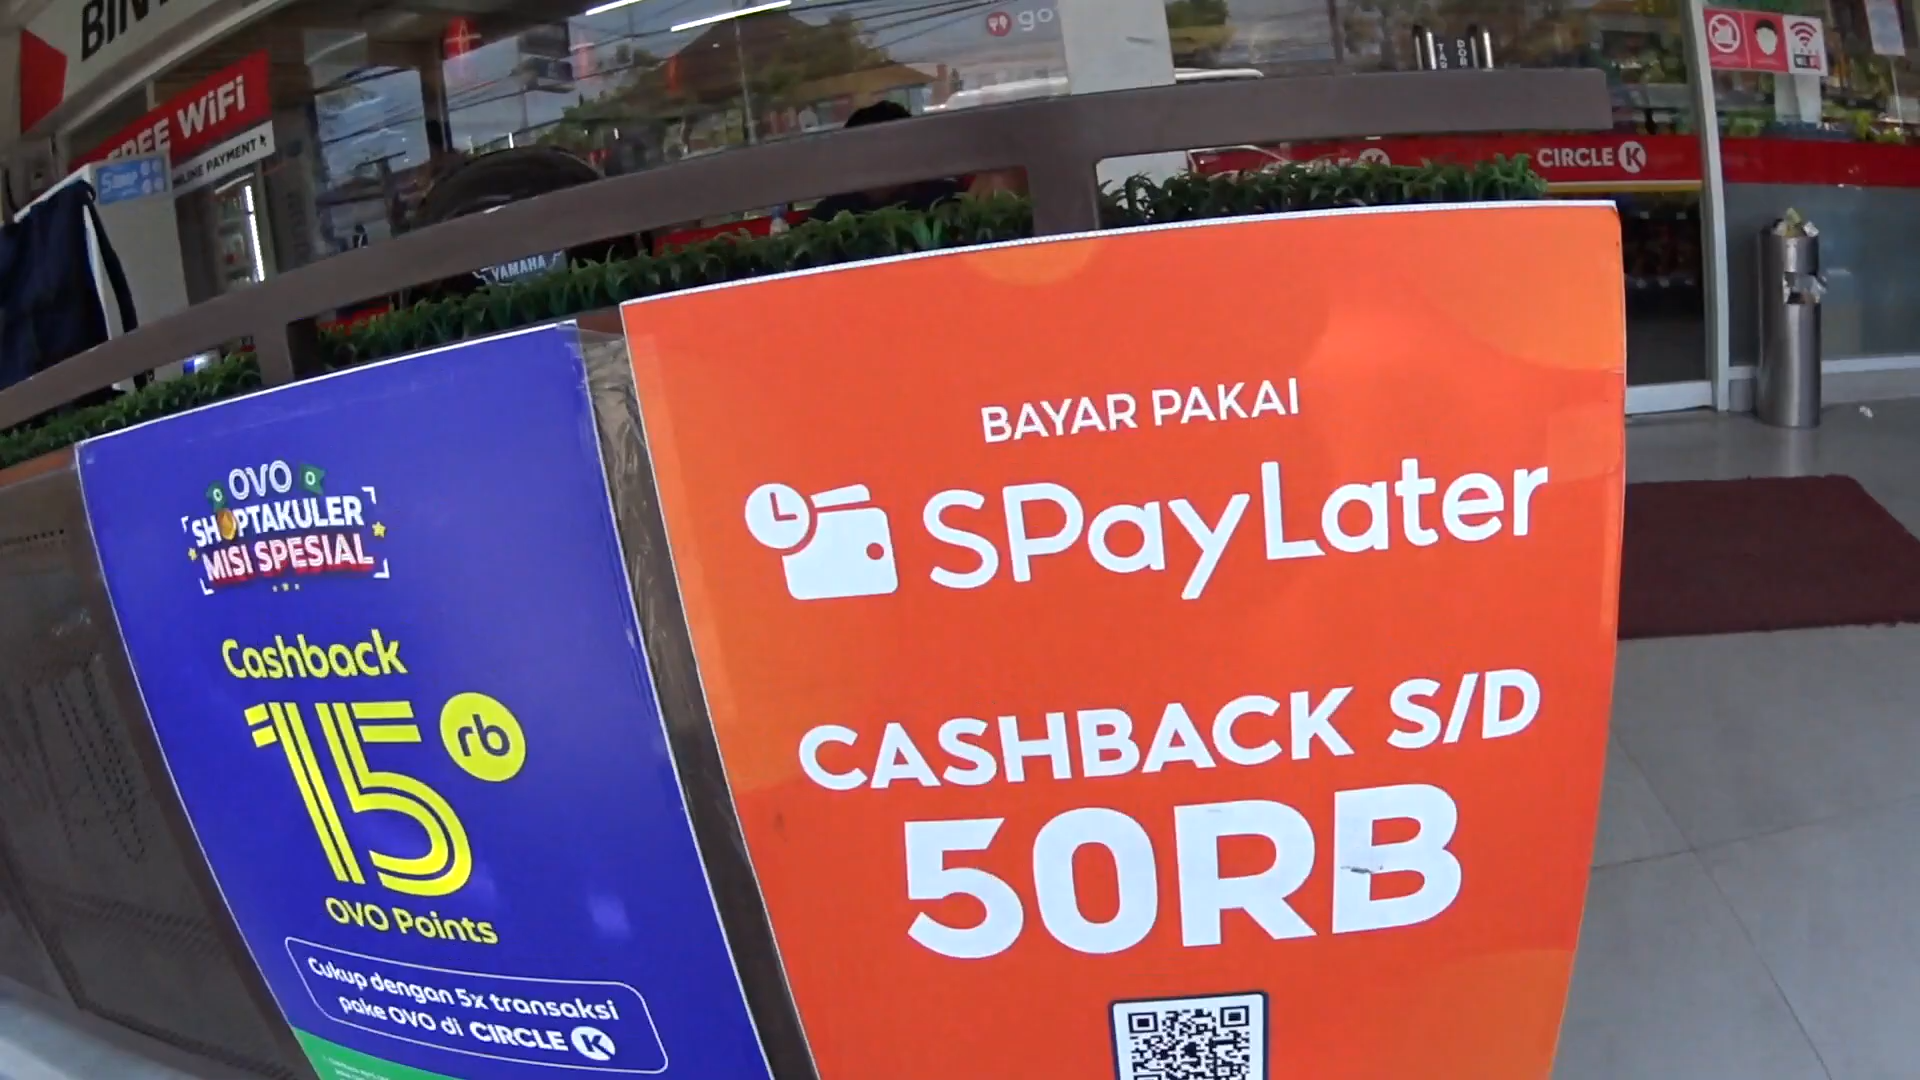 FREE WiFi
ONLINE PAYMENT
go
CIRCLE K
YAMAHA
OVO
SHOPTAKULER
MISI SPESIAL
Cashback
15 rb
OVO Points
Cukup dengan 5x transaksi
pake OVO di CIRCLE K
BAYAR PAKAI
SPayLater
CASHBACK S/D
50RB